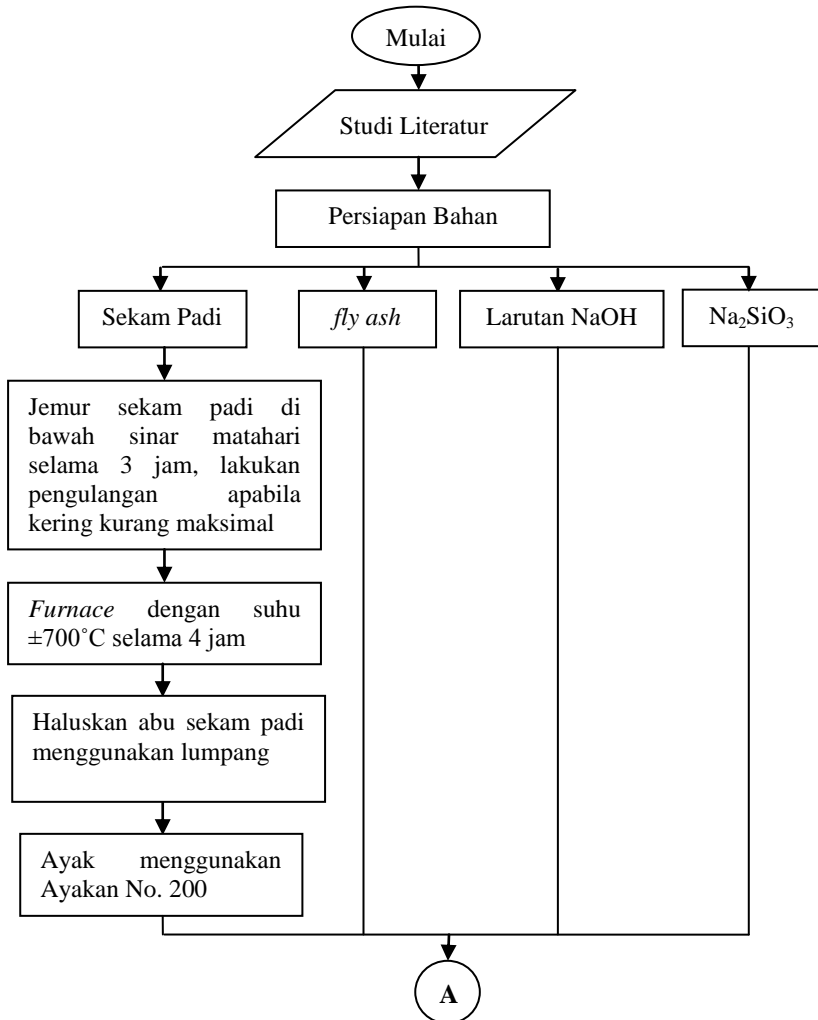 Mulai
Studi Literatur
Persiapan Bahan
Sekam Padi
fly ash
Larutan NaOH
Na₂SiO₃
Jemur sekam padi di
bawah sinar matahari
selama 3 jam, lakukan
pengulangan apabila
kering kurang maksimal
Furnace dengan suhu
±700˚C selama 4 jam
Haluskan abu sekam padi
menggunakan lumpang
Ayak menggunakan
Ayakan No. 200
A